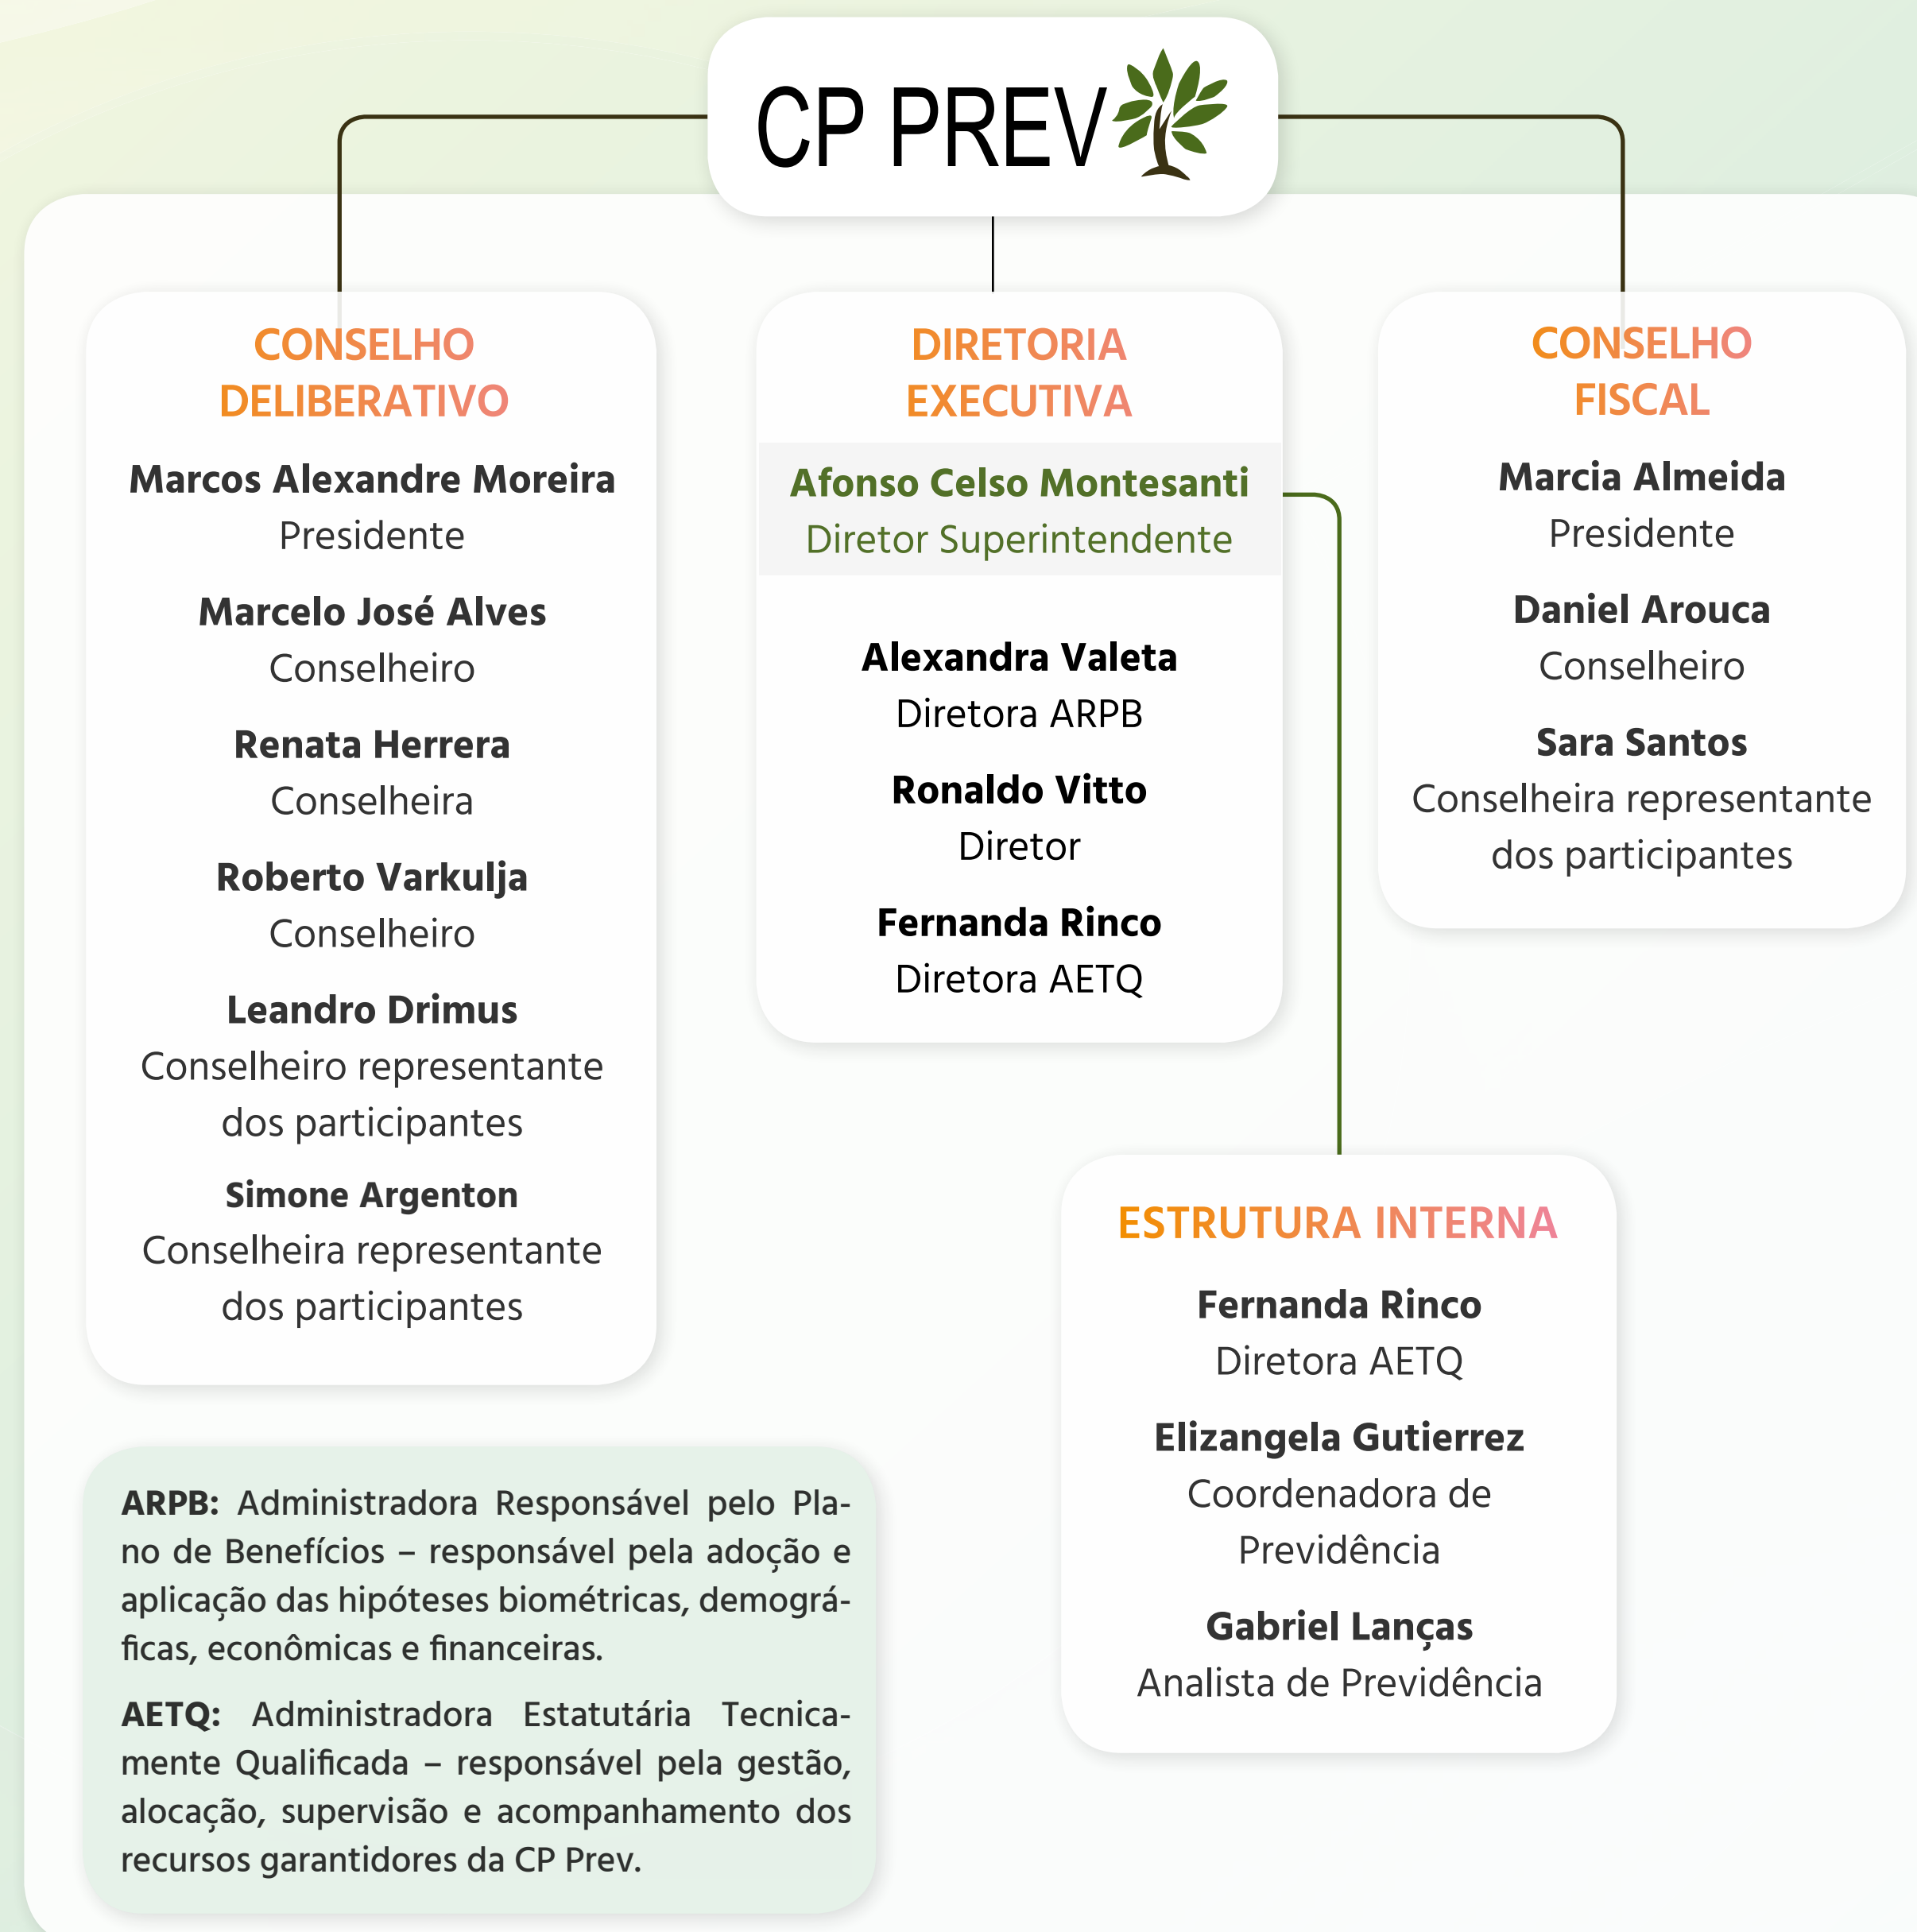 CP PREV
CONSELHO
DELIBERATIVO
Marcos Alexandre Moreira
Presidente
Marcelo José Alves
Conselheiro
Renata Herrera
Conselheira
Roberto Varkulja
Conselheiro
Leandro Drimus
Conselheiro representante
dos participantes
Simone Argenton
Conselheira representante
dos participantes
DIRETORIA
EXECUTIVA
Afonso Celso Montesanti
Diretor Superintendente
Alexandra Valeta
Diretora ARPB
Ronaldo Vitto
Diretor
Fernanda Rinco
Diretora AETQ
CONSELHO
FISCAL
Marcia Almeida
Presidente
Daniel Arouca
Conselheiro
Sara Santos
Conselheira representante
dos participantes
ESTRUTURA INTERNA
Fernanda Rinco
Diretora AETQ
Elizangela Gutierrez
Coordenadora de
Previdência
Gabriel Lanças
Analista de Previdência
ARPB: Administradora Responsável pelo Pla-
no de Benefícios – responsável pela adoção e
aplicação das hipóteses biométricas, demográ-
ficas, econômicas e financeiras.
AETQ: Administradora Estatutária Tecnica-
mente Qualificada – responsável pela gestão,
alocação, supervisão e acompanhamento dos
recursos garantidores da CP Prev.